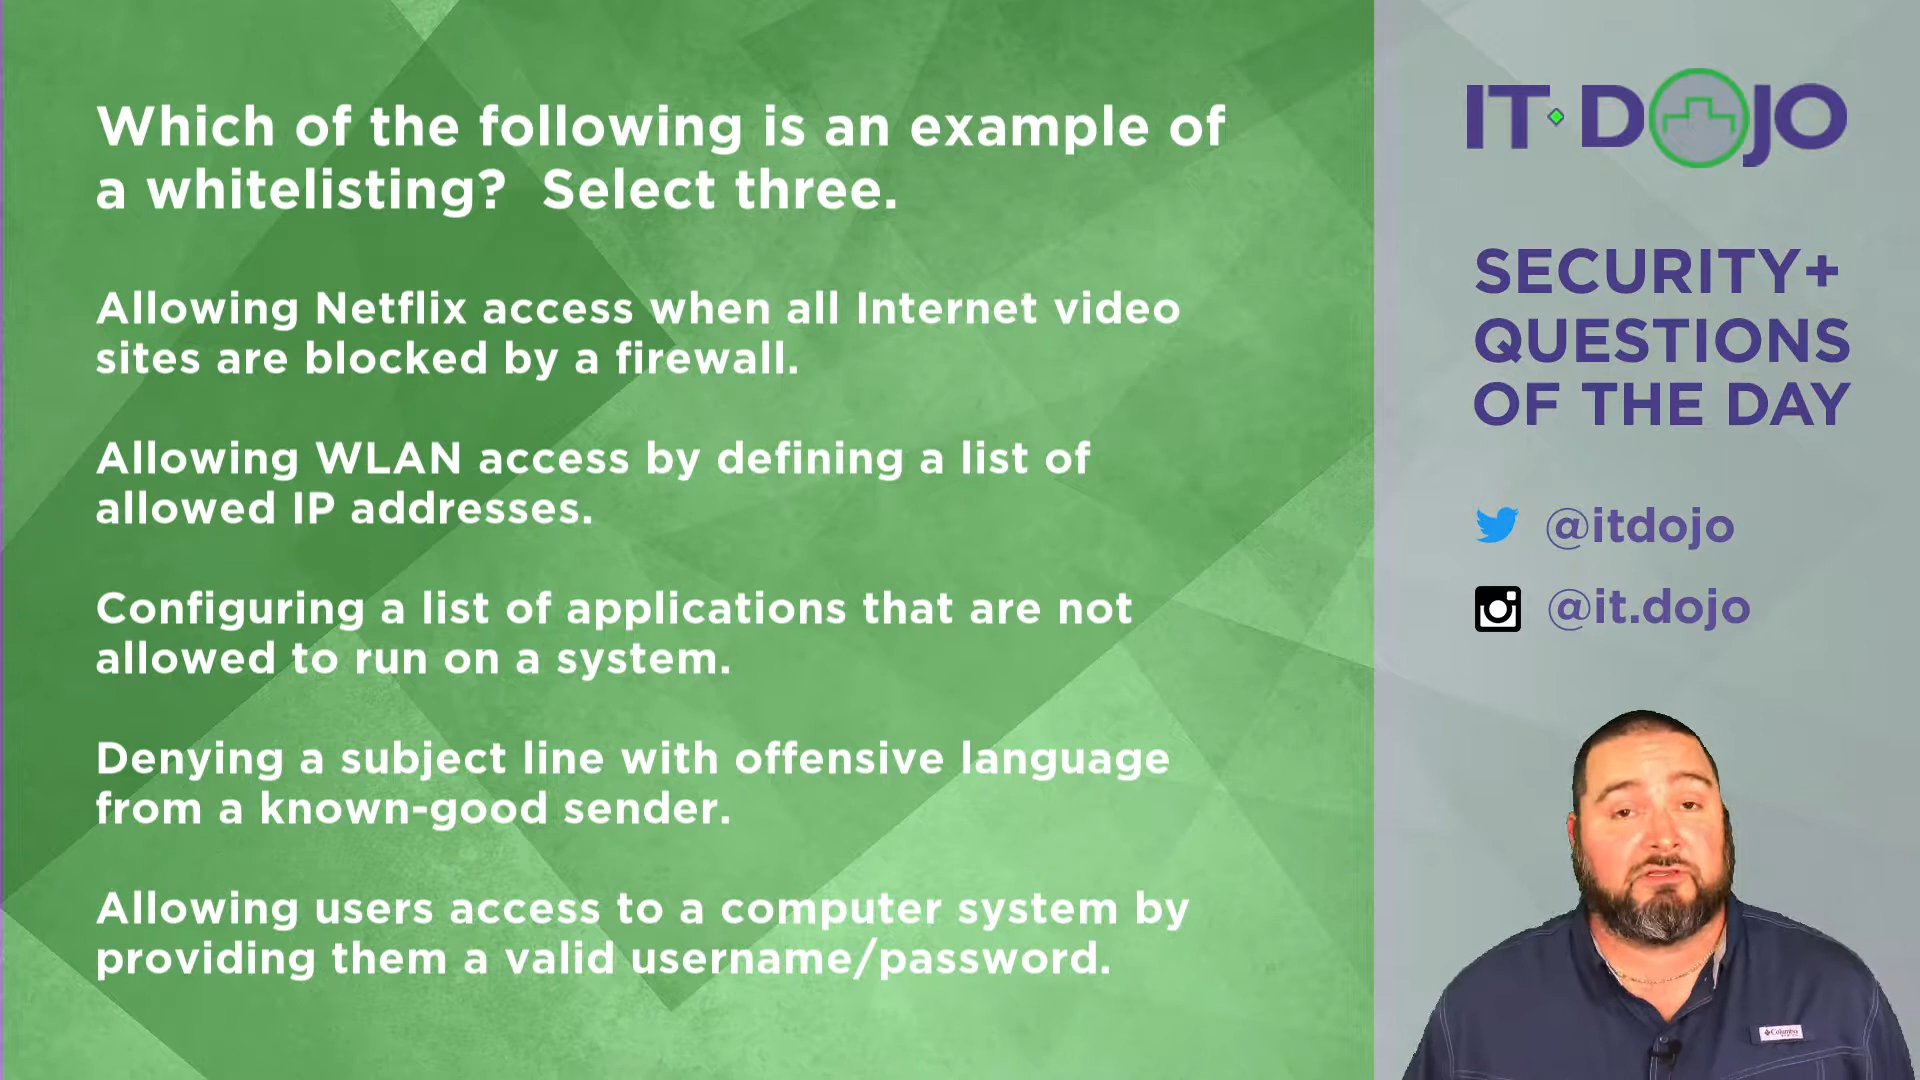 Which of the following is an example of
a whitelisting? Select three.
Allowing Netflix access when all Internet video
sites are blocked by a firewall.
Allowing WLAN access by defining a list of
allowed IP addresses.
Configuring a list of applications that are not
allowed to run on a system.
Denying a subject line with offensive language
from a known-good sender.
Allowing users access to a computer system by
providing them a valid username/password.
IT DOJO
SECURITY+
QUESTIONS
OF THE DAY
@itdojo
@it.dojo
Columbia